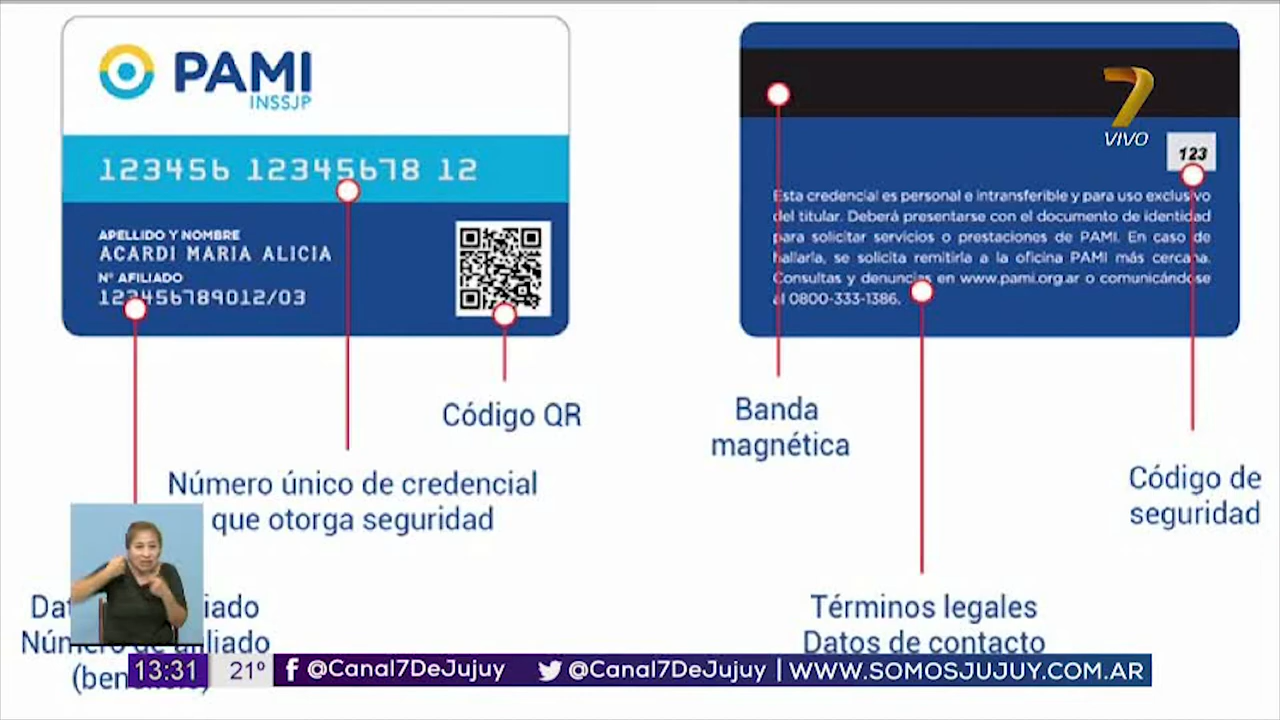 PAMI
INSSJP
123456 12345678 12
APELLIDO Y NOMBRE
ACARDI MARIA ALICIA
Nº AFILIADO
123456789012/03
Código QR
Número único de credencial
que otorga seguridad
Número de afiliado
7
VIVO
123
Esta credencial es personal e intransferible y para uso exclusivo
del titular. Deberá presentarse con el documento de identidad
para solicitar servicios o prestaciones de PAMI. En caso de
hallarla, se solicita remitirla a la oficina PAMI más cercana.
Consultas y denuncias en www.pami.org.ar o comunicándose
al 0800-333-1386.
Banda
magnética
Código de
seguridad
Términos legales
Datos de contacto
13:31 21° @Canal7DeJujuy @Canal7DeJujuy | WWW.SOMOSJUJUY.COM.AR